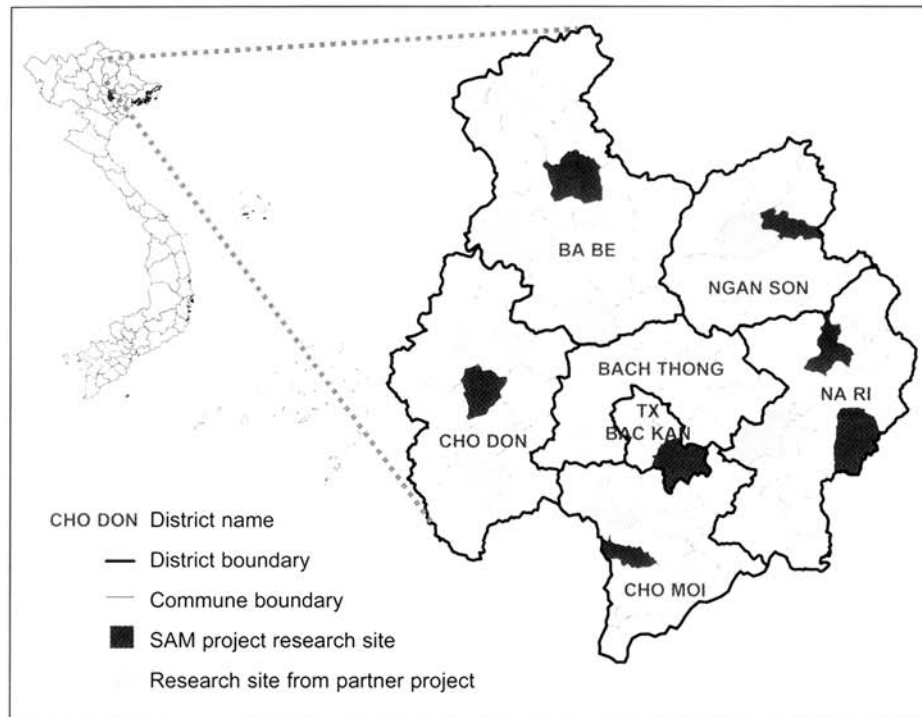 BA BE
NGAN SON
BACH THONG
NA RI
TX
BAC KAN
CHO DON
CHO MOI
CHO DON District name
District boundary
Commune boundary
SAM project research site
Research site from partner project